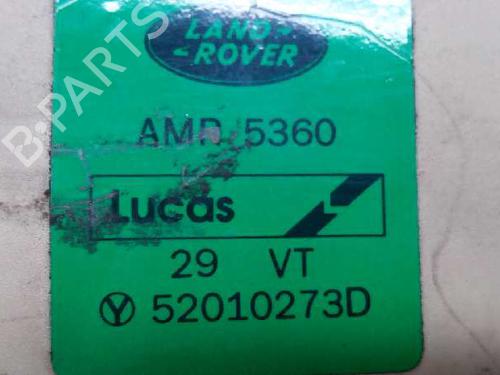 LAND-
-ROVER
AMR 5360
Lucas
29 VT
Y 52010273D
B-PARTS